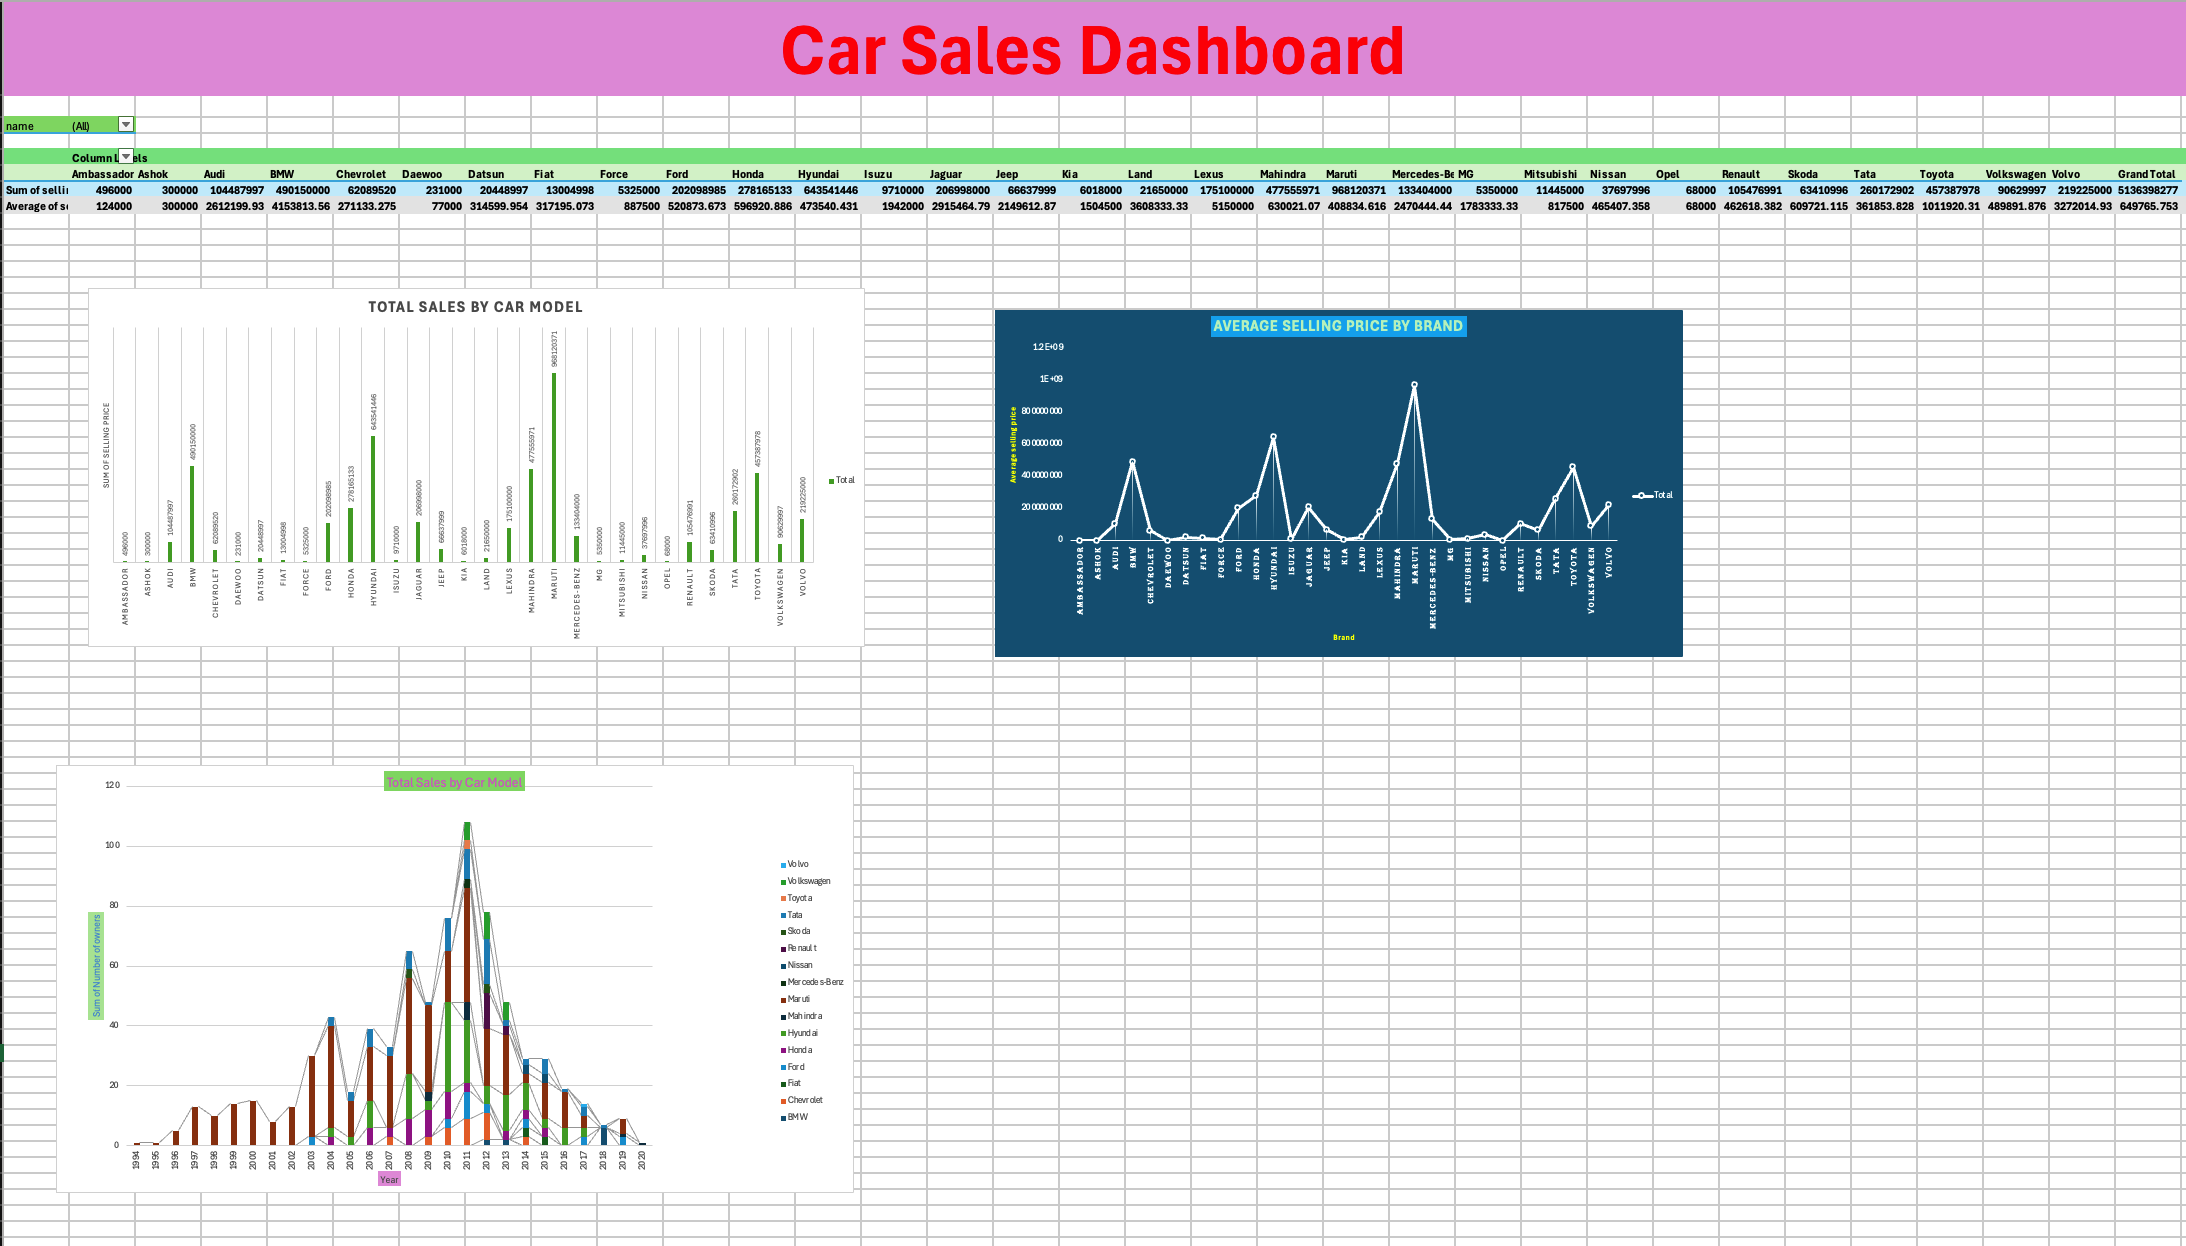 Car Sales Dashboard
name (All)
Column Labels
Ambassador Ashok Audi BMW Chevrolet Daewoo Datsun Fiat Force Ford Honda Hyundai Isuzu Jaguar Jeep Kia Land Lexus Mahindra Maruti Mercedes-Be MG Mitsubishi Nissan Opel Renault Skoda Tata Toyota Volkswagen Volvo Grand Total
Sum of selli 496000 300000 104487997 490150000 62089520 231000 20448997 13004998 5325000 202098985 278165133 643541446 9710000 206998000 66637999 6018000 21650000 175100000 477555971 968120371 133404000 5350000 11445000 37697996 68000 105476991 63410996 260172902 457387978 90629997 219225000 5136398277
Average of se 124000 300000 2612199.93 4153813.56 271133.275 77000 314599.954 317195.073 887500 520873.673 596920.886 473540.431 1942000 2915464.79 2149612.87 1504500 3608333.33 5150000 630021.07 408834.616 2470444.44 1783333.33 817500 465407.358 68000 462618.382 609721.115 361853.828 1011920.31 489891.876 3272014.93 649765.753
TOTAL SALES BY CAR MODEL
SUM OF SELLING PRICE
496000 300000 104487997 490150000 62089520 231000 20448997 13004998 5325000 202098985 278165133 643541446 9710000 206998000 66637999 6018000 21650000 175100000 477555971 968120371 133404000 5350000 11445000 37697996 68000 105476991 63410996 260172902 457387978 90629997 219225000
AMBASSADOR ASHOK AUDI BMW CHEVROLET DAEWOO DATSUN FIAT FORCE FORD HONDA HYUNDAI ISUZU JAGUAR JEEP KIA LAND LEXUS MAHINDRA MARUTI MERCEDES-BENZ MG MITSUBISHI NISSAN OPEL RENAULT SKODA TATA TOYOTA VOLKSWAGEN VOLVO
Total
AVERAGE SELLING PRICE BY BRAND
Average selling price
1.2E+09
1E+09
800000000
600000000
400000000
200000000
0
AMBASSADOR ASHOK AUDI BMW CHEVROLET DAEWOO DATSUN FIAT FORCE FORD HONDA HYUNDAI ISUZU JAGUAR JEEP KIA LAND LEXUS MAHINDRA MARUTI MERCEDES-BENZ MG MITSUBISHI NISSAN OPEL RENAULT SKODA TATA TOYOTA VOLKSWAGEN VOLVO
Brand
Total
Total Sales by Car Model
Sum of Number of owners
120
100
80
60
40
20
0
1994 1995 1996 1997 1998 1999 2000 2001 2002 2003 2004 2005 2006 2007 2008 2009 2010 2011 2012 2013 2014 2015 2016 2017 2018 2019 2020
Year
Volvo
Volkswagen
Toyota
Tata
Skoda
Renault
Nissan
Mercedes-Benz
Maruti
Mahindra
Hyundai
Honda
Ford
Fiat
Chevrolet
BMW